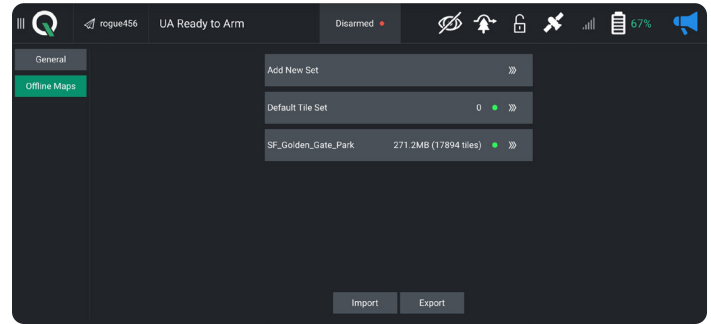 rogue456
UA Ready to Arm
Disarmed
67%
General
Offline Maps
Add New Set
Default Tile Set 0
SF_Golden_Gate_Park 271.2MB (17894 tiles)
Import
Export